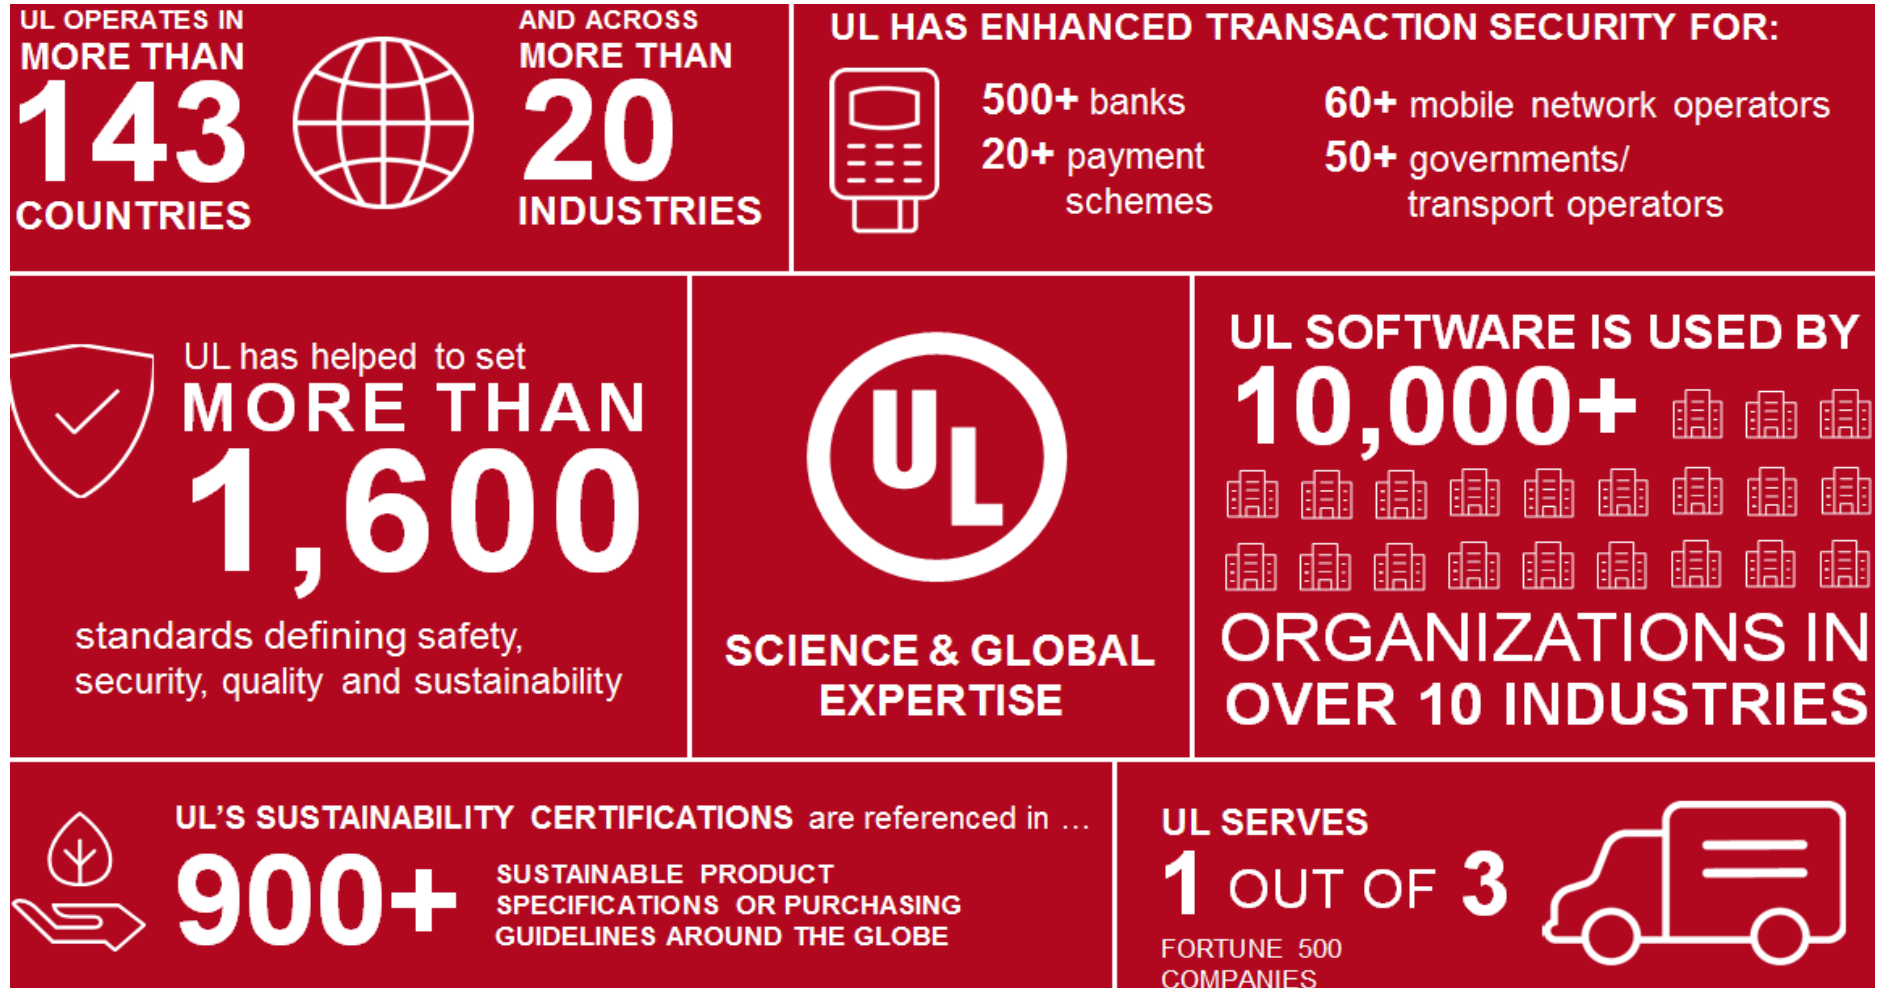 UL OPERATES IN
MORE THAN
143
COUNTRIES
AND ACROSS
MORE THAN
20
INDUSTRIES
UL HAS ENHANCED TRANSACTION SECURITY FOR:
500+ banks
20+ payment
schemes
60+ mobile network operators
50+ governments/
transport operators
UL has helped to set
MORE THAN
1,600
standards defining safety,
security, quality and sustainability
UL
SCIENCE & GLOBAL
EXPERTISE
UL SOFTWARE IS USED BY
10,000+
ORGANIZATIONS IN
OVER 10 INDUSTRIES
UL’S SUSTAINABILITY CERTIFICATIONS are referenced in …
900+
SUSTAINABLE PRODUCT
SPECIFICATIONS OR PURCHASING
GUIDELINES AROUND THE GLOBE
UL SERVES
1 OUT OF 3
FORTUNE 500
COMPANIES